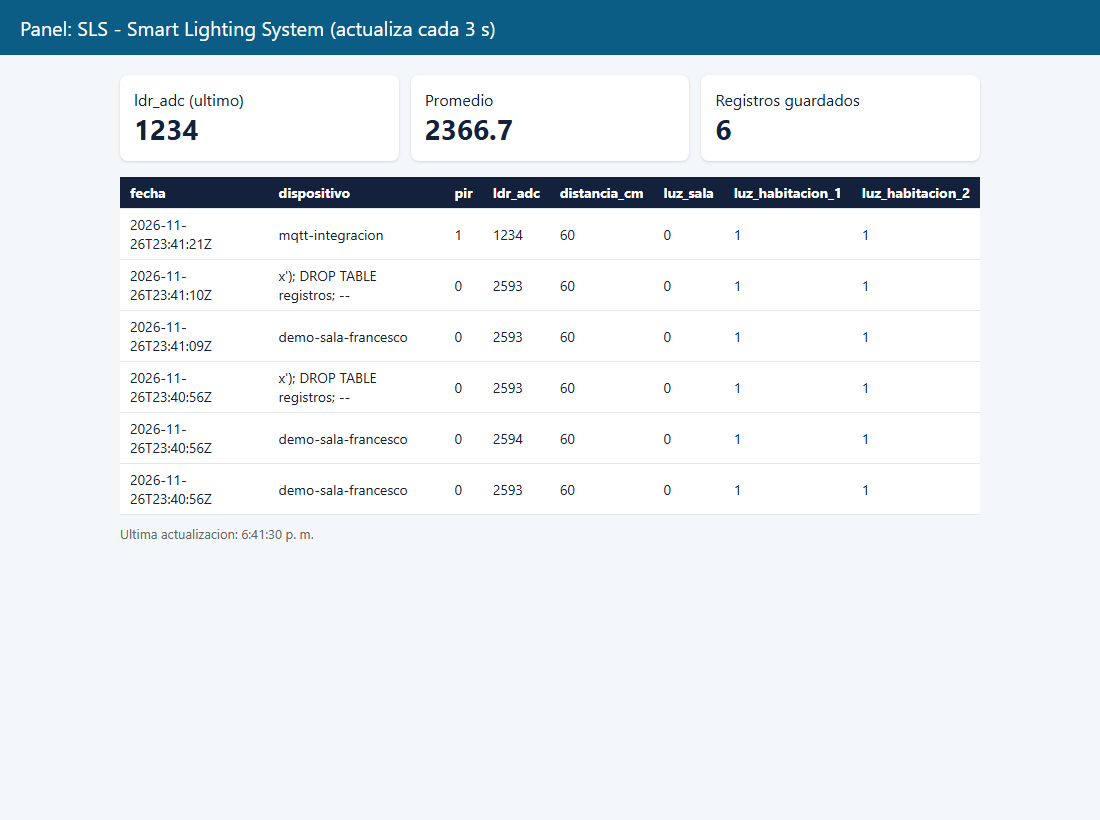 Panel: SLS - Smart Lighting System (actualiza cada 3 s)
ldr_adc (ultimo)
1234
Promedio
2366.7
Registros guardados
6
fecha dispositivo pir ldr_adc distancia_cm luz_sala luz_habitacion_1 luz_habitacion_2
2026-11-
26T23:41:21Z mqtt-integracion 1 1234 60 0 1 1
2026-11- x'); DROP TABLE
26T23:41:10Z registros; -- 0 2593 60 0 1 1
2026-11-
26T23:41:09Z demo-sala-francesco 0 2593 60 0 1 1
2026-11- x'); DROP TABLE
26T23:40:56Z registros; -- 0 2593 60 0 1 1
2026-11-
26T23:40:56Z demo-sala-francesco 0 2594 60 0 1 1
2026-11-
26T23:40:56Z demo-sala-francesco 0 2593 60 0 1 1
Ultima actualizacion: 6:41:30 p. m.